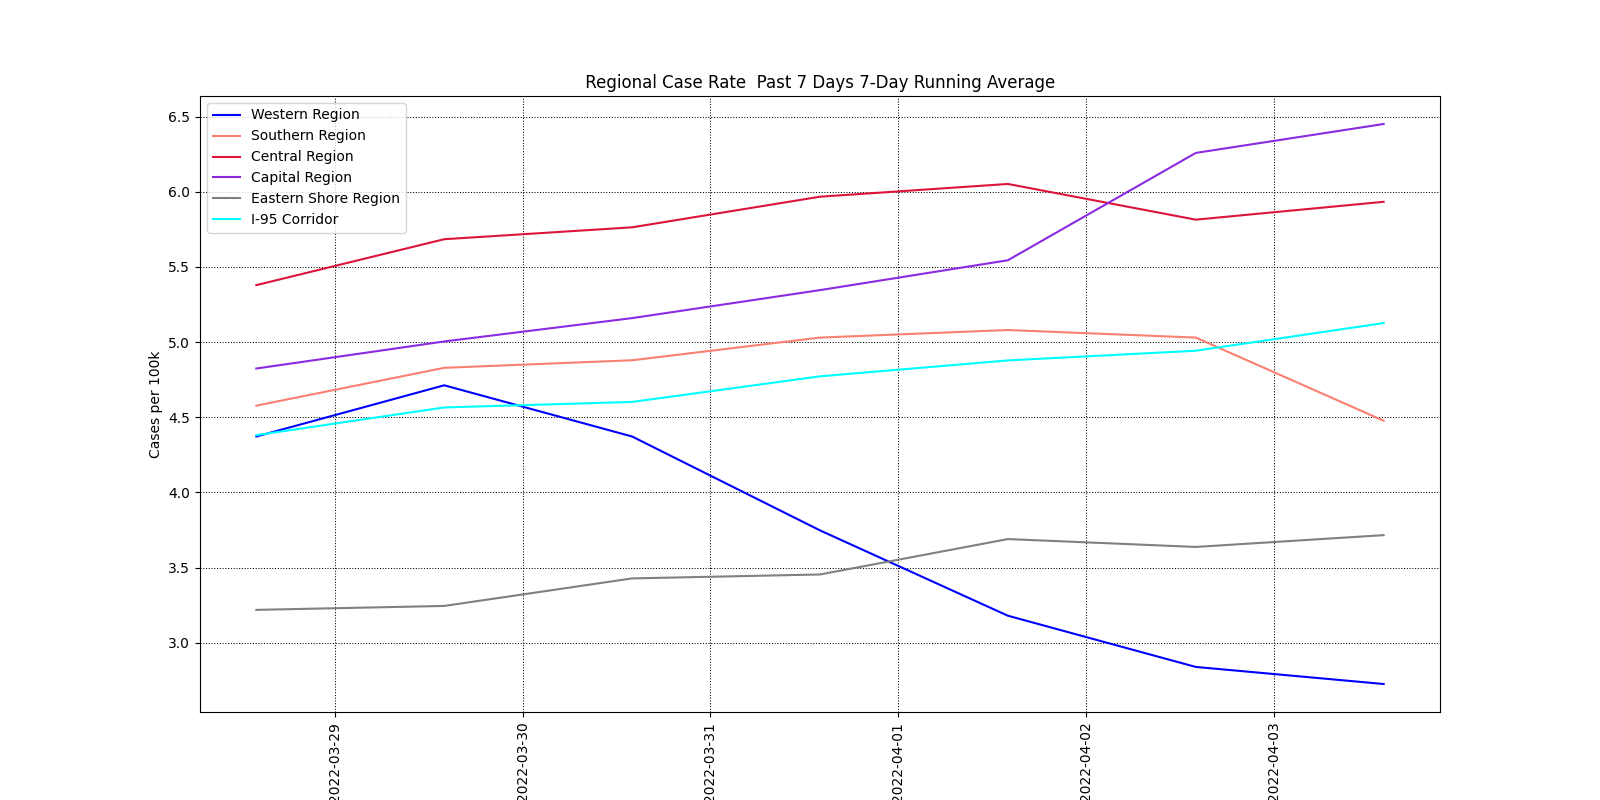 Regional Case Rate  Past 7 Days 7-Day Running Average
Western Region
Southern Region
Central Region
Capital Region
Eastern Shore Region
I-95 Corridor
Cases per 100k
6.5
6.0
5.5
5.0
4.5
4.0
3.5
3.0
2022-03-29
2022-03-30
2022-03-31
2022-04-01
2022-04-02
2022-04-03